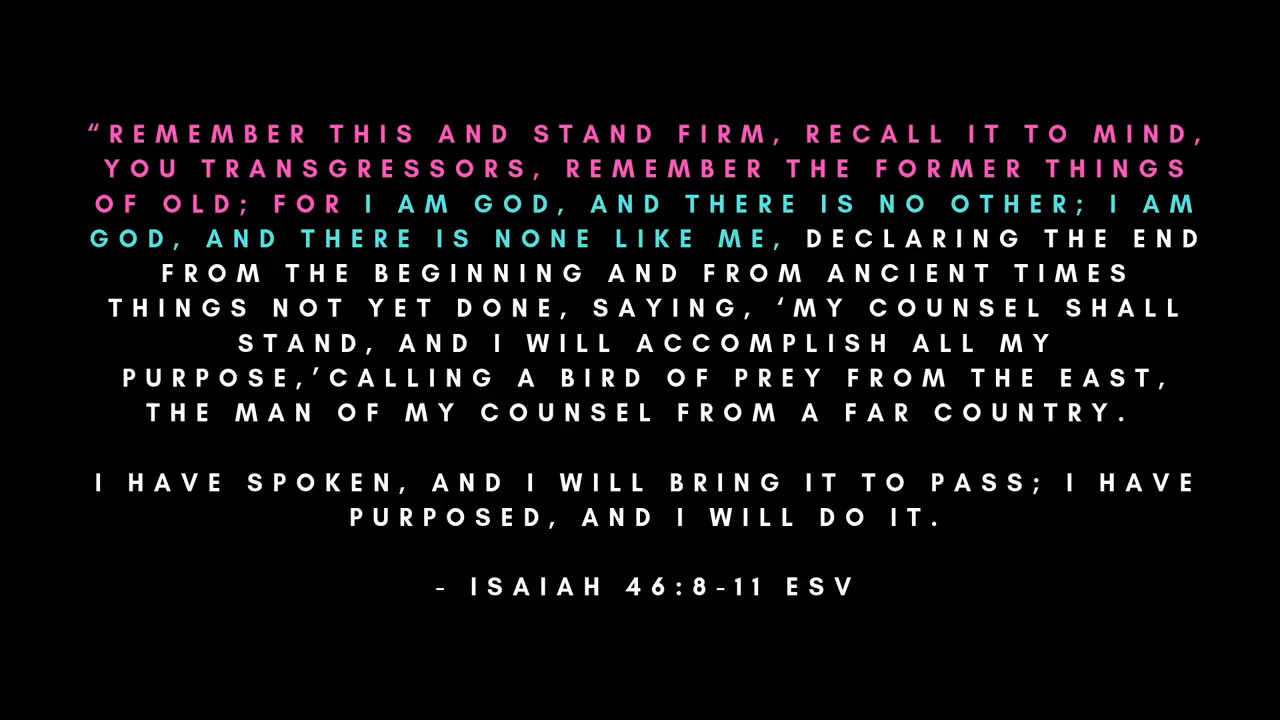 “REMEMBER THIS AND STAND FIRM, RECALL IT TO MIND,
YOU TRANSGRESSORS, REMEMBER THE FORMER THINGS
OF OLD; FOR I AM GOD, AND THERE IS NO OTHER; I AM
GOD, AND THERE IS NONE LIKE ME, DECLARING THE END
FROM THE BEGINNING AND FROM ANCIENT TIMES
THINGS NOT YET DONE, SAYING, ‘MY COUNSEL SHALL
STAND, AND I WILL ACCOMPLISH ALL MY
PURPOSE,’CALLING A BIRD OF PREY FROM THE EAST,
THE MAN OF MY COUNSEL FROM A FAR COUNTRY.
I HAVE SPOKEN, AND I WILL BRING IT TO PASS; I HAVE
PURPOSED, AND I WILL DO IT.
- ISAIAH 46:8-11 ESV